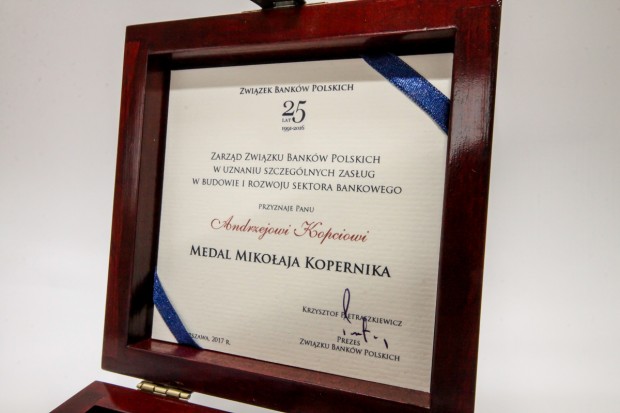 Związek Banków Polskich
25
LAT
1991-2016
Zarząd Związku Banków Polskich
w uznaniu szczególnych zasług
w budowie i rozwoju sektora bankowego
przyznaje Panu
Andrzejowi Kopciowi
Medal Mikołaja Kopernika
Krzysztof Pietraszkiewicz
Prezes
Związku Banków Polskich
2017 r.